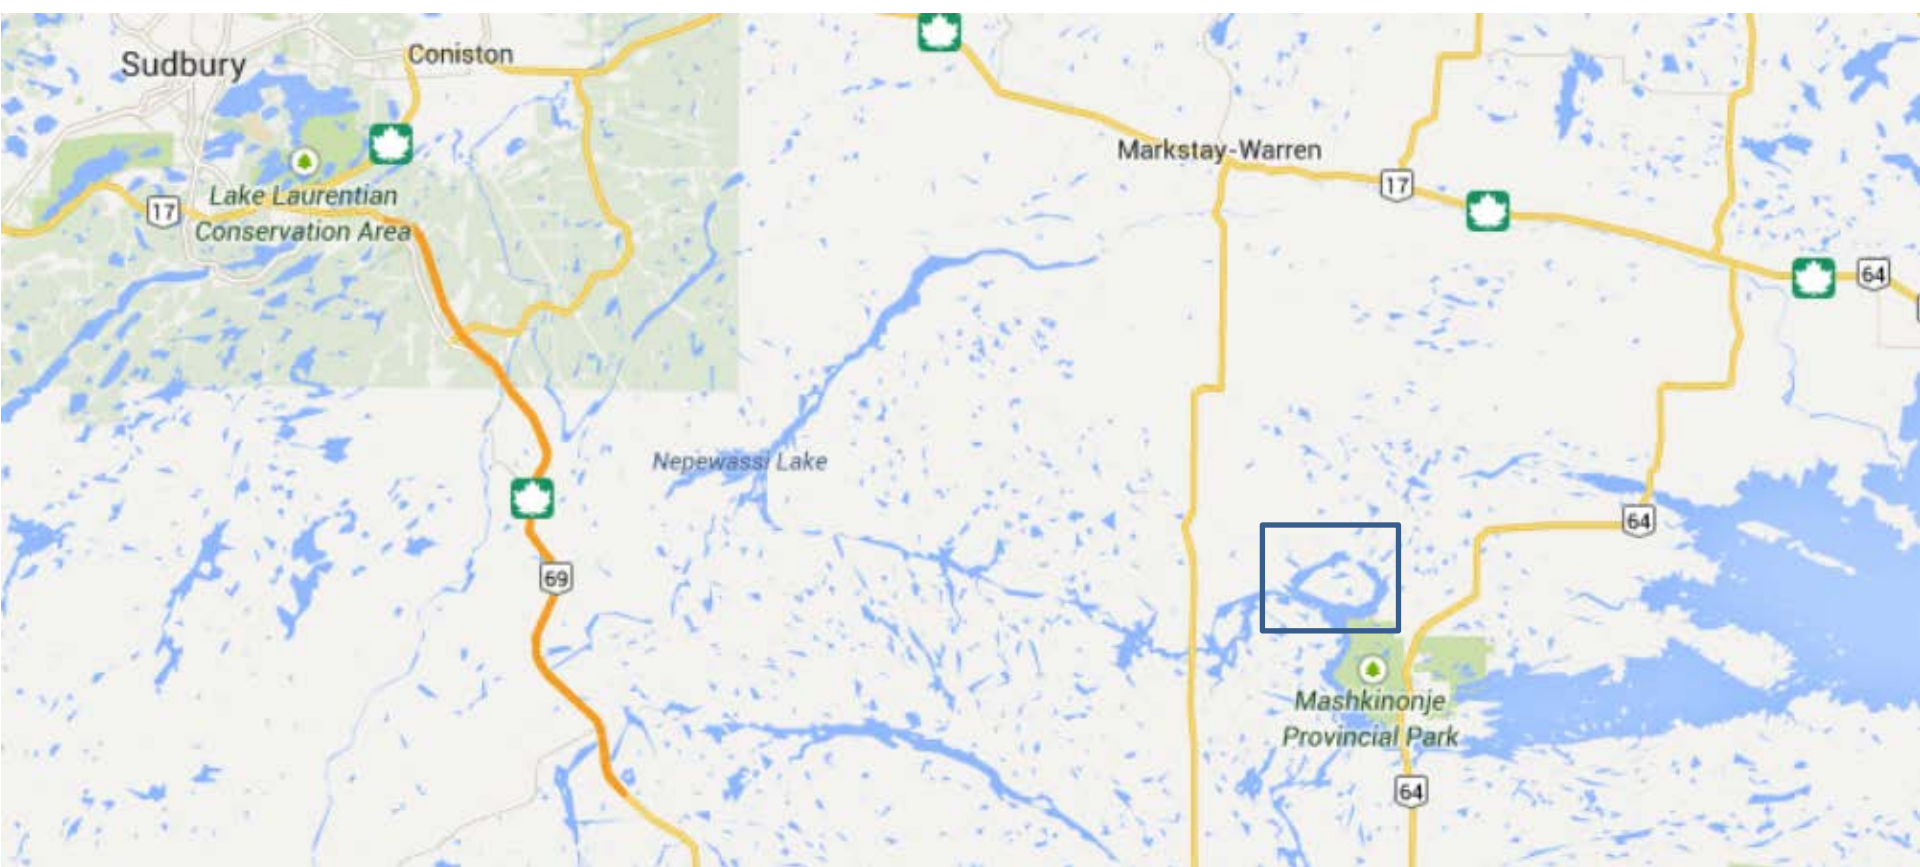 Sudbury
Coniston
Markstay-Warren
17
17
Lake Laurentian
Conservation Area
64
Nepewassi Lake
64
69
Mashkinonje
Provincial Park
64